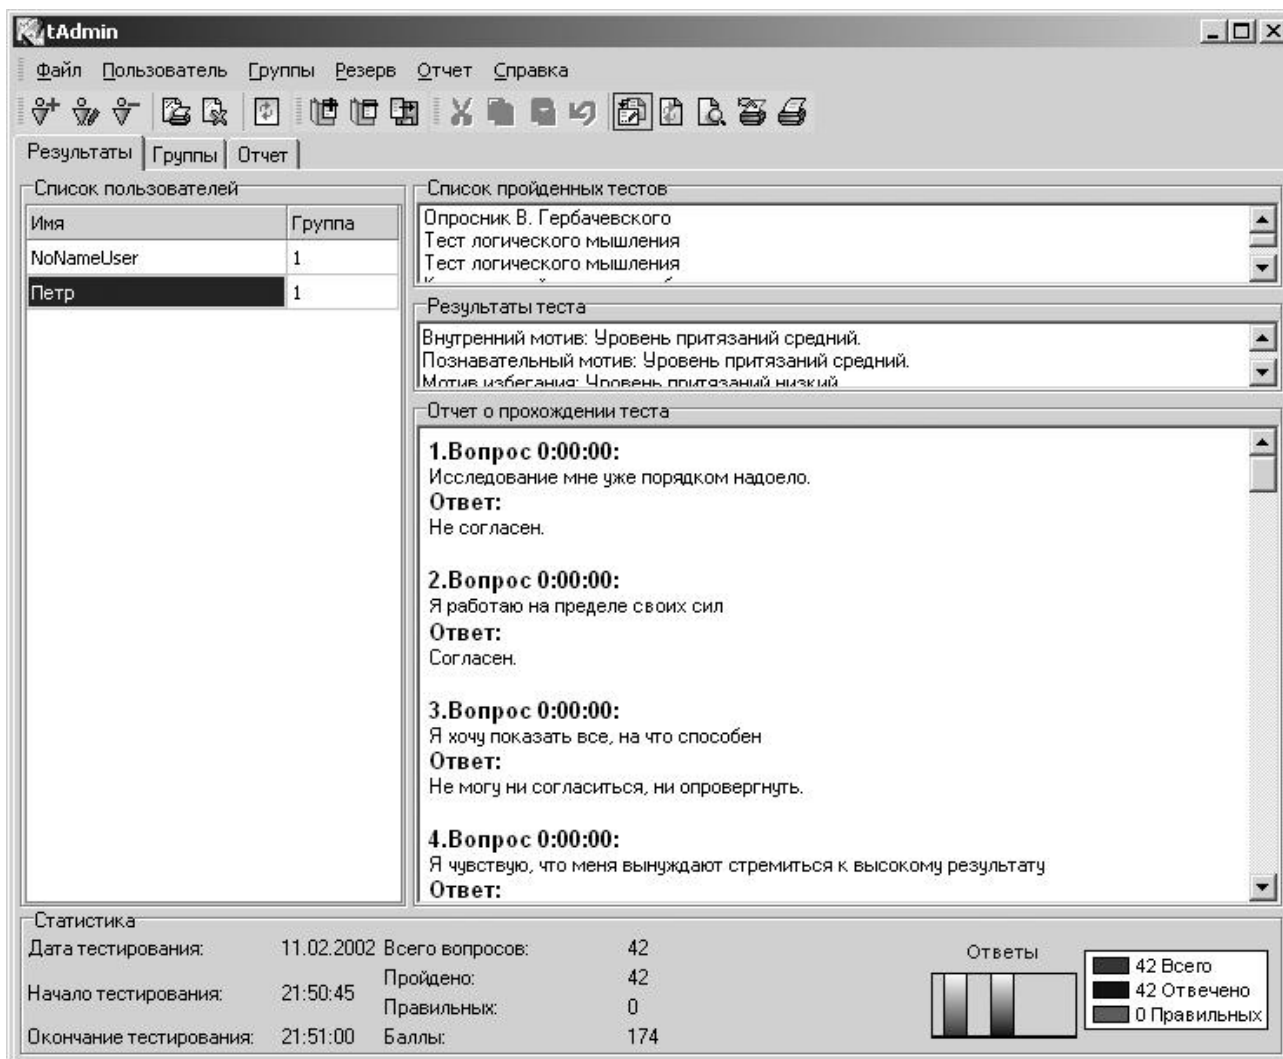 tAdmin
Файл Пользователь Группы Резерв Отчет Справка
Результаты Группы Отчет
Список пользователей
Имя Группа
NoNameUser 1
Петр 1
Список пройденных тестов
Опросник В. Гербачевского
Тест логического мышления
Тест логического мышления
Результаты теста
Внутренний мотив: Уровень притязаний средний.
Познавательный мотив: Уровень притязаний средний.
Мотив избегания: Уровень притязаний низкий
Отчет о прохождении теста
1.Вопрос 0:00:00:
Исследование мне уже порядком надоело.
Ответ:
Не согласен.
2.Вопрос 0:00:00:
Я работаю на пределе своих сил
Ответ:
Согласен.
3.Вопрос 0:00:00:
Я хочу показать все, на что способен
Ответ:
Не могу ни согласиться, ни опровергнуть.
4.Вопрос 0:00:00:
Я чувствую, что меня вынуждают стремиться к высокому результату
Ответ:
Статистика
Дата тестирования: 11.02.2002
Начало тестирования: 21:50:45
Окончание тестирования: 21:51:00
Всего вопросов: 42
Пройдено: 42
Правильных: 0
Баллы: 174
Ответы
42 Всего
42 Отвечено
0 Правильных